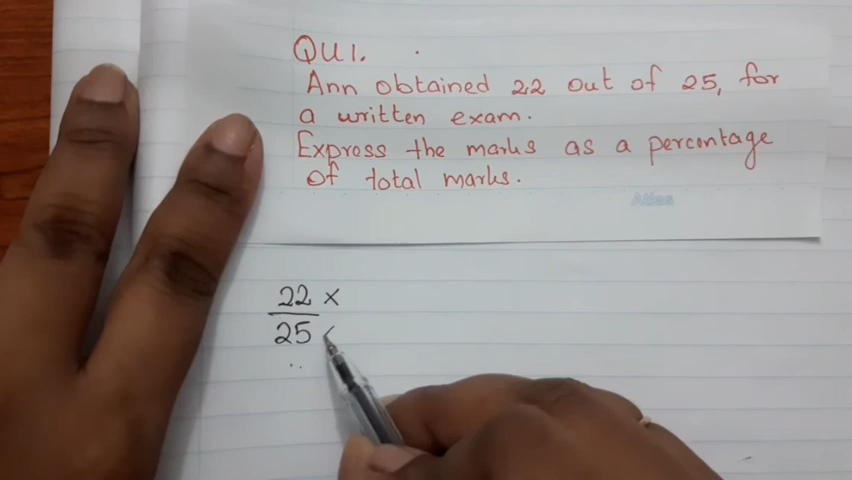 QU1.
Ann obtained 22 out of 25, for
a written exam.
Express the marks as a percentage
of total marks.
Atlas
22 ×
25